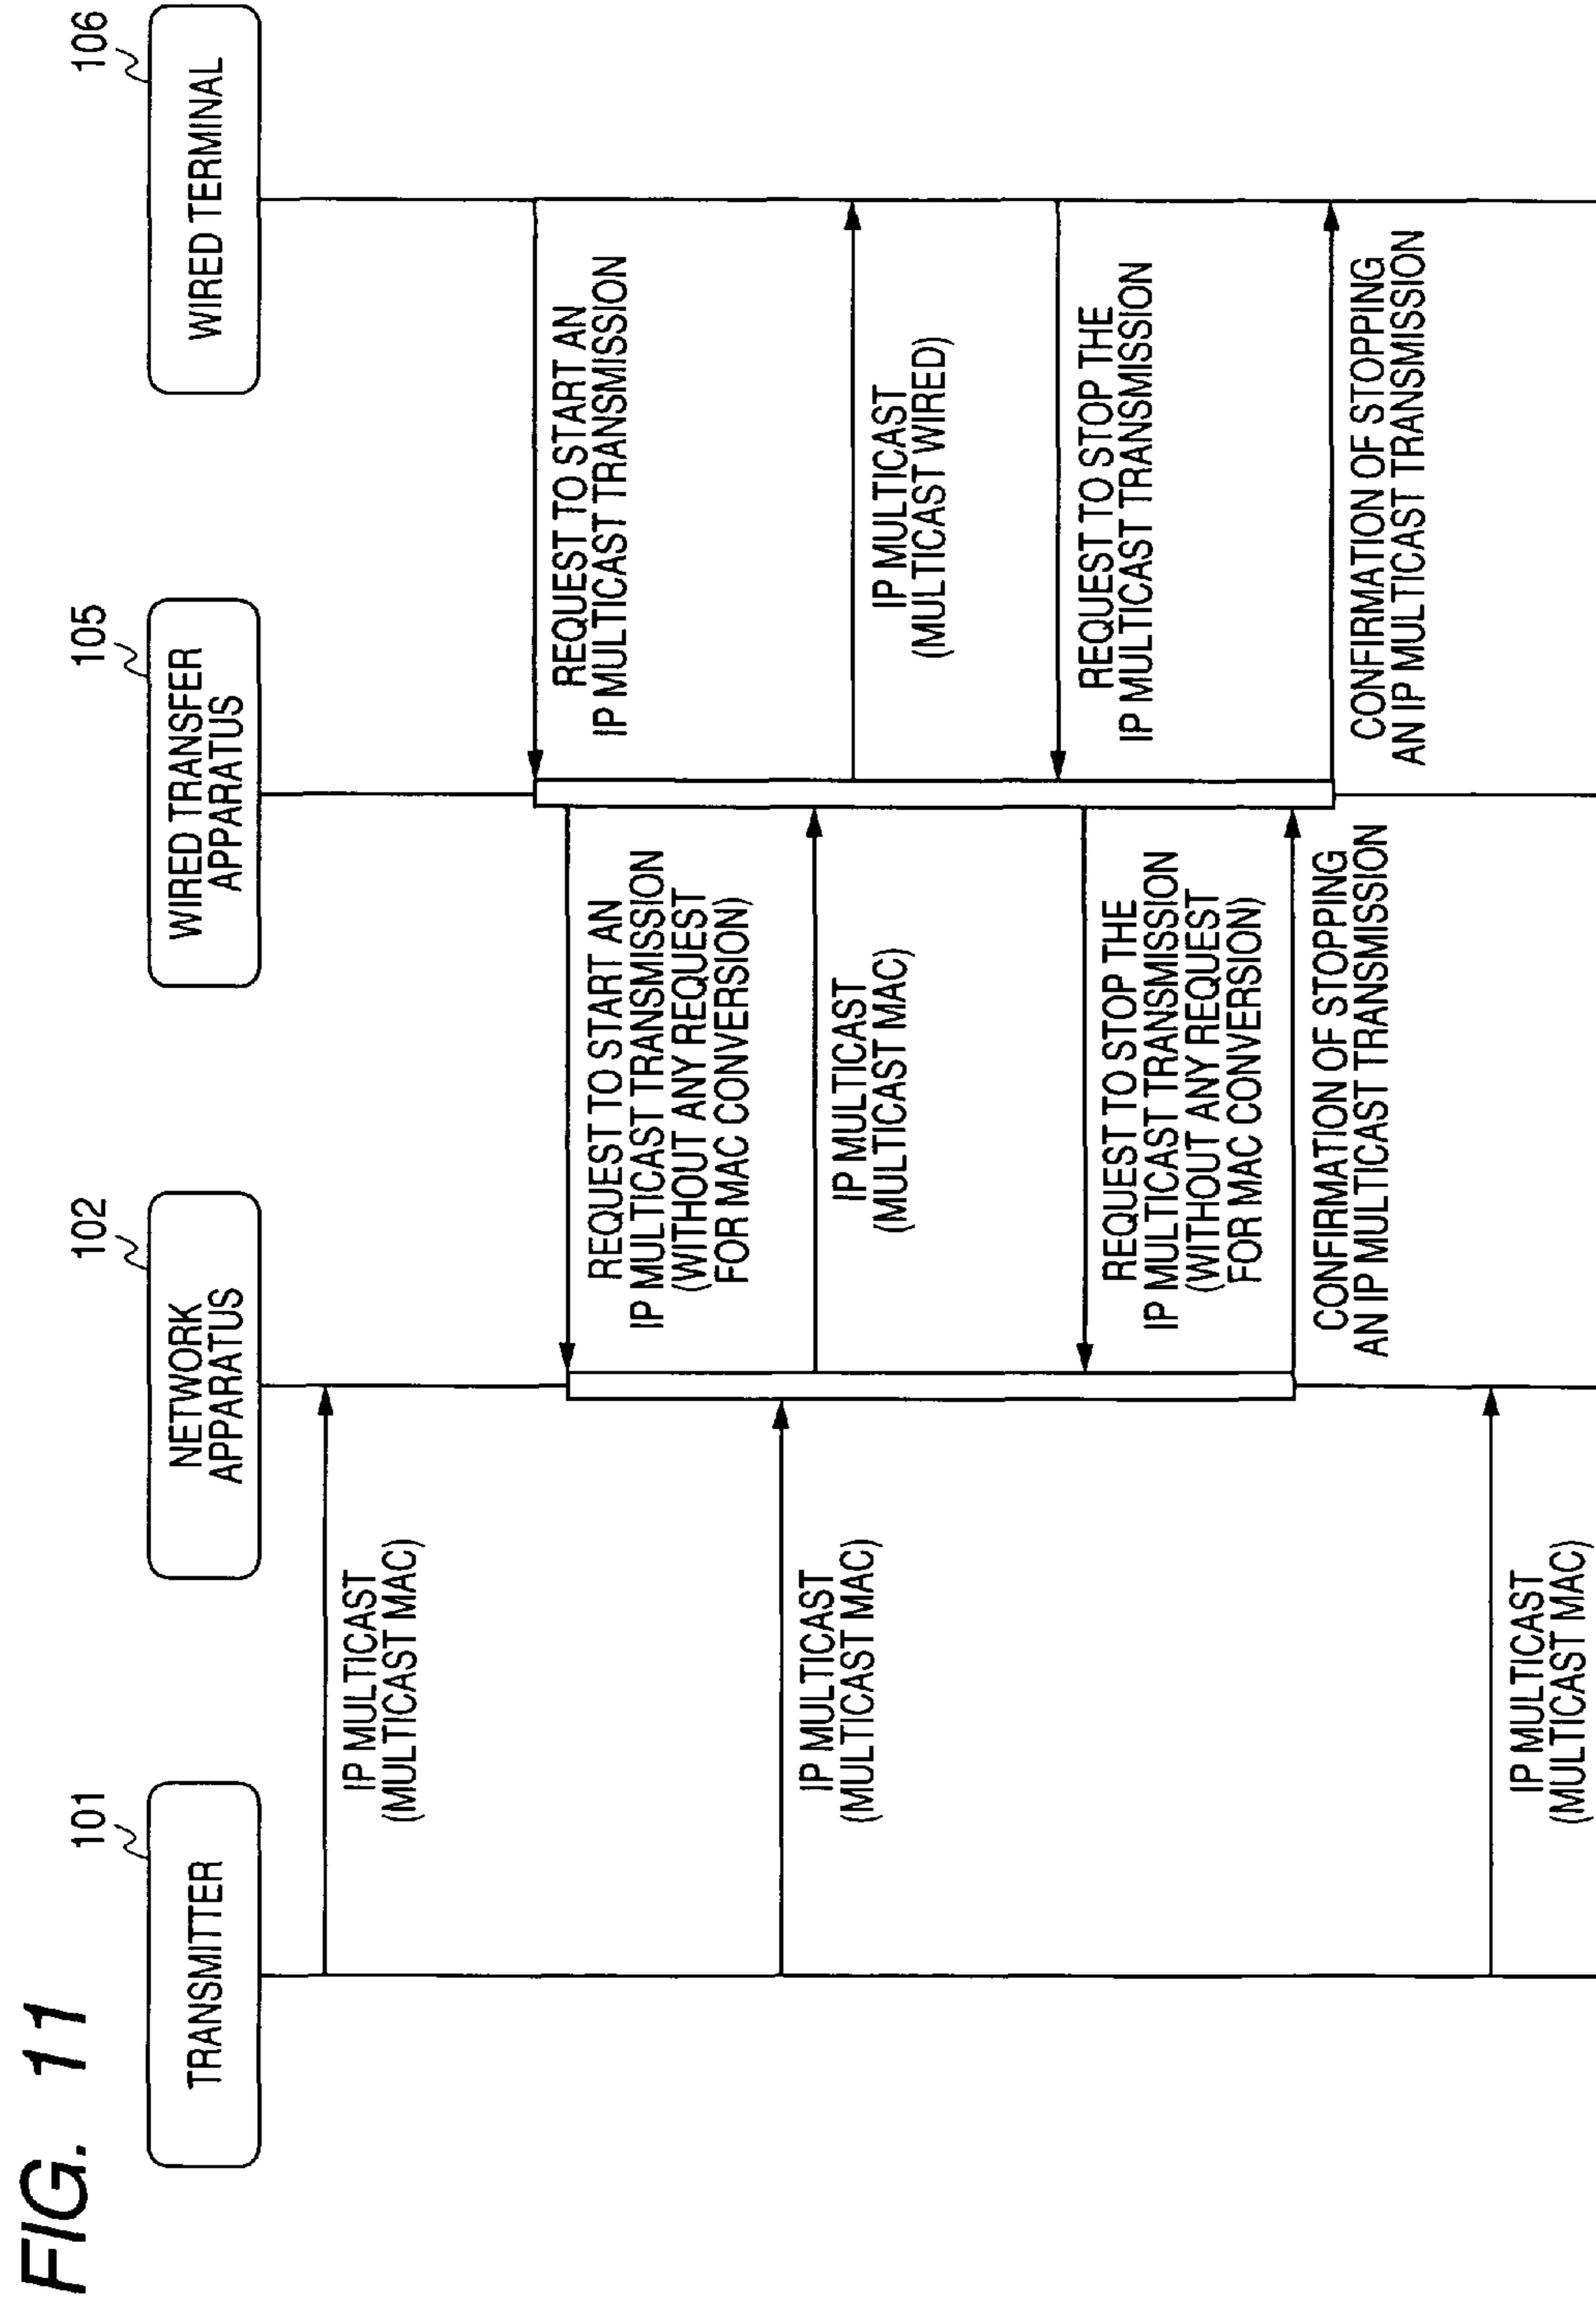 FIG. 11
101
TRANSMITTER
102
NETWORK
APPARATUS
105
WIRED TRANSFER
APPARATUS
106
WIRED TERMINAL
IP MULTICAST
(MULTICAST MAC)
REQUEST TO START AN
IP MULTICAST TRANSMISSION
REQUEST TO START AN
IP MULTICAST TRANSMISSION
(WITHOUT ANY REQUEST
FOR MAC CONVERSION)
IP MULTICAST
(MULTICAST MAC)
IP MULTICAST
(MULTICAST MAC)
IP MULTICAST
(MULTICAST WIRED)
REQUEST TO STOP THE
IP MULTICAST TRANSMISSION
REQUEST TO STOP THE
IP MULTICAST TRANSMISSION
(WITHOUT ANY REQUEST
FOR MAC CONVERSION)
CONFIRMATION OF STOPPING
AN IP MULTICAST TRANSMISSION
CONFIRMATION OF STOPPING
AN IP MULTICAST TRANSMISSION
IP MULTICAST
(MULTICAST MAC)